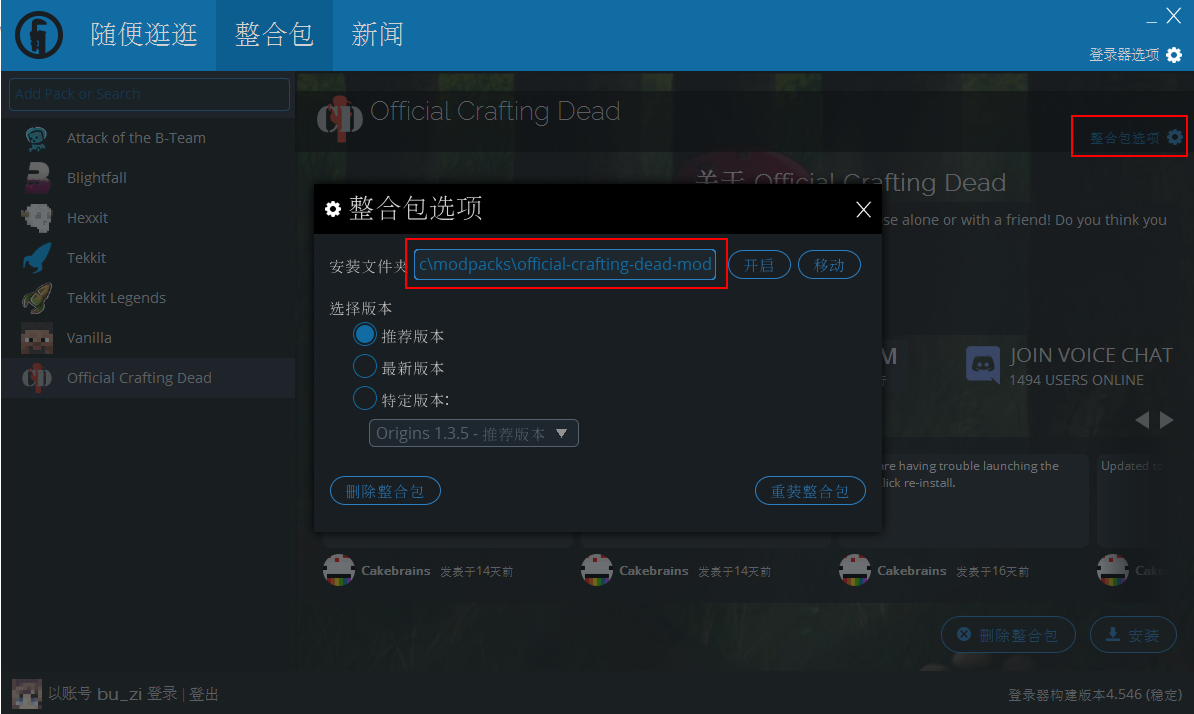 随便逛逛
整合包
新闻
登录器选项
Add Pack or Search
Attack of the B-Team
Blightfall
Hexxit
Tekkit
Tekkit Legends
Vanilla
Official Crafting Dead
Official Crafting Dead
整合包选项
关于 Official Crafting Dead
se alone or with a friend! Do you think you
整合包选项
安装文件夹
c\modpacks\official-crafting-dead-mod
开启
移动
选择版本
推荐版本
最新版本
特定版本:
Origins 1.3.5 - 推荐版本
删除整合包
重装整合包
M
行
JOIN VOICE CHAT
1494 USERS ONLINE
are having trouble launching the
click re-install.
Updated to
Cakebrains 发表于14天前
Cakebrains 发表于14天前
Cakebrains 发表于16天前
Cake
删除整合包
安装
以账号 bu_zi 登录 | 登出
登录器构建版本4.546 (稳定)